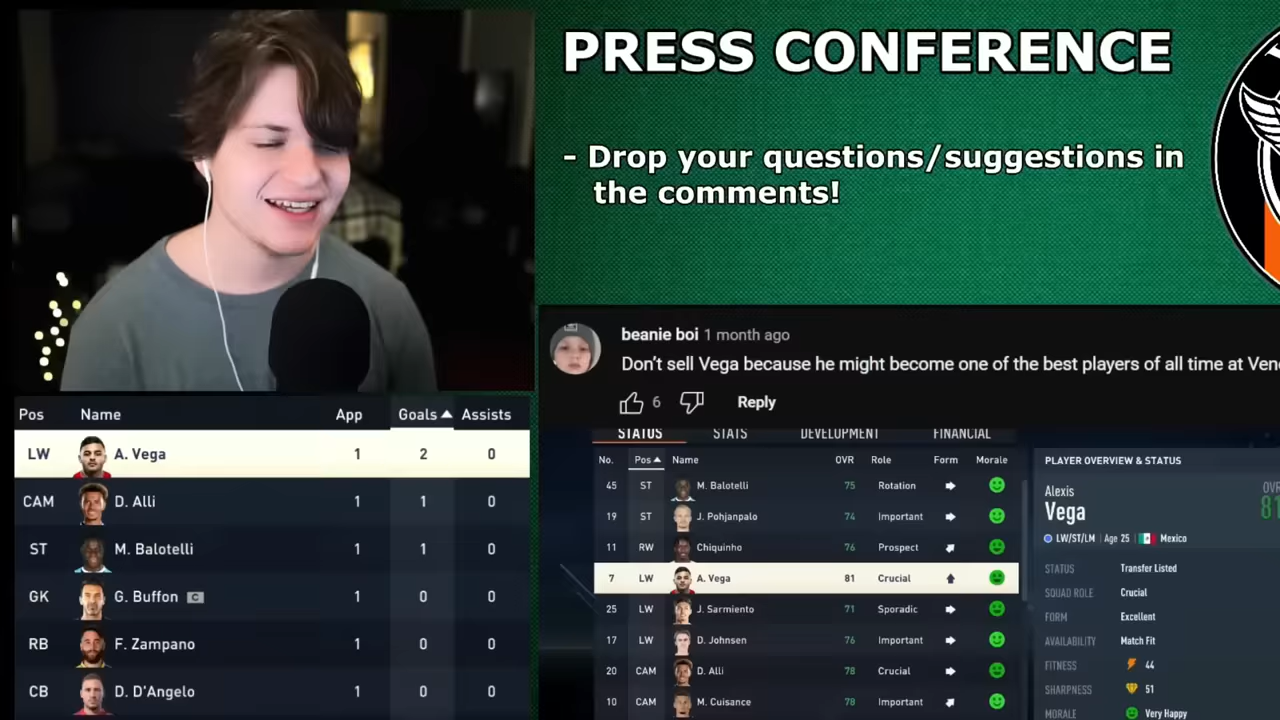 PRESS CONFERENCE
- Drop your questions/suggestions in
the comments!
beanie boi 1 month ago
Don't sell Vega because he might become one of the best players of all time at
6 Reply
Pos Name App Goals Assists
LW A. Vega 1 2 0
CAM D. Alli 1 1 0
ST M. Balotelli 1 1 0
GK G. Buffon C 1 0 0
RB F. Zampano 1 0 0
CB D. D'Angelo 1 0 0
STATUS STATS DEVELOPMENT FINANCIAL
No. Pos Name OVR Role Form Morale
45 ST M. Balotelli 75 Rotation
19 ST J. Pohjanpalo 74 Important
11 RW Chiquinho 76 Prospect
7 LW A. Vega 81 Crucial
25 LW J. Sarmiento 71 Sporadic
17 LW D. Johnsen 76 Important
20 CAM D. Alli 78 Crucial
10 CAM M. Cuisance 78 Important
PLAYER OVERVIEW & STATUS
Alexis
Vega
OVR
81
LW/ST/LM | Age 25 | Mexico
STATUS Transfer Listed
SQUAD ROLE Crucial
FORM Excellent
AVAILABILITY Match Fit
FITNESS 44
SHARPNESS 51
MORALE Very Happy